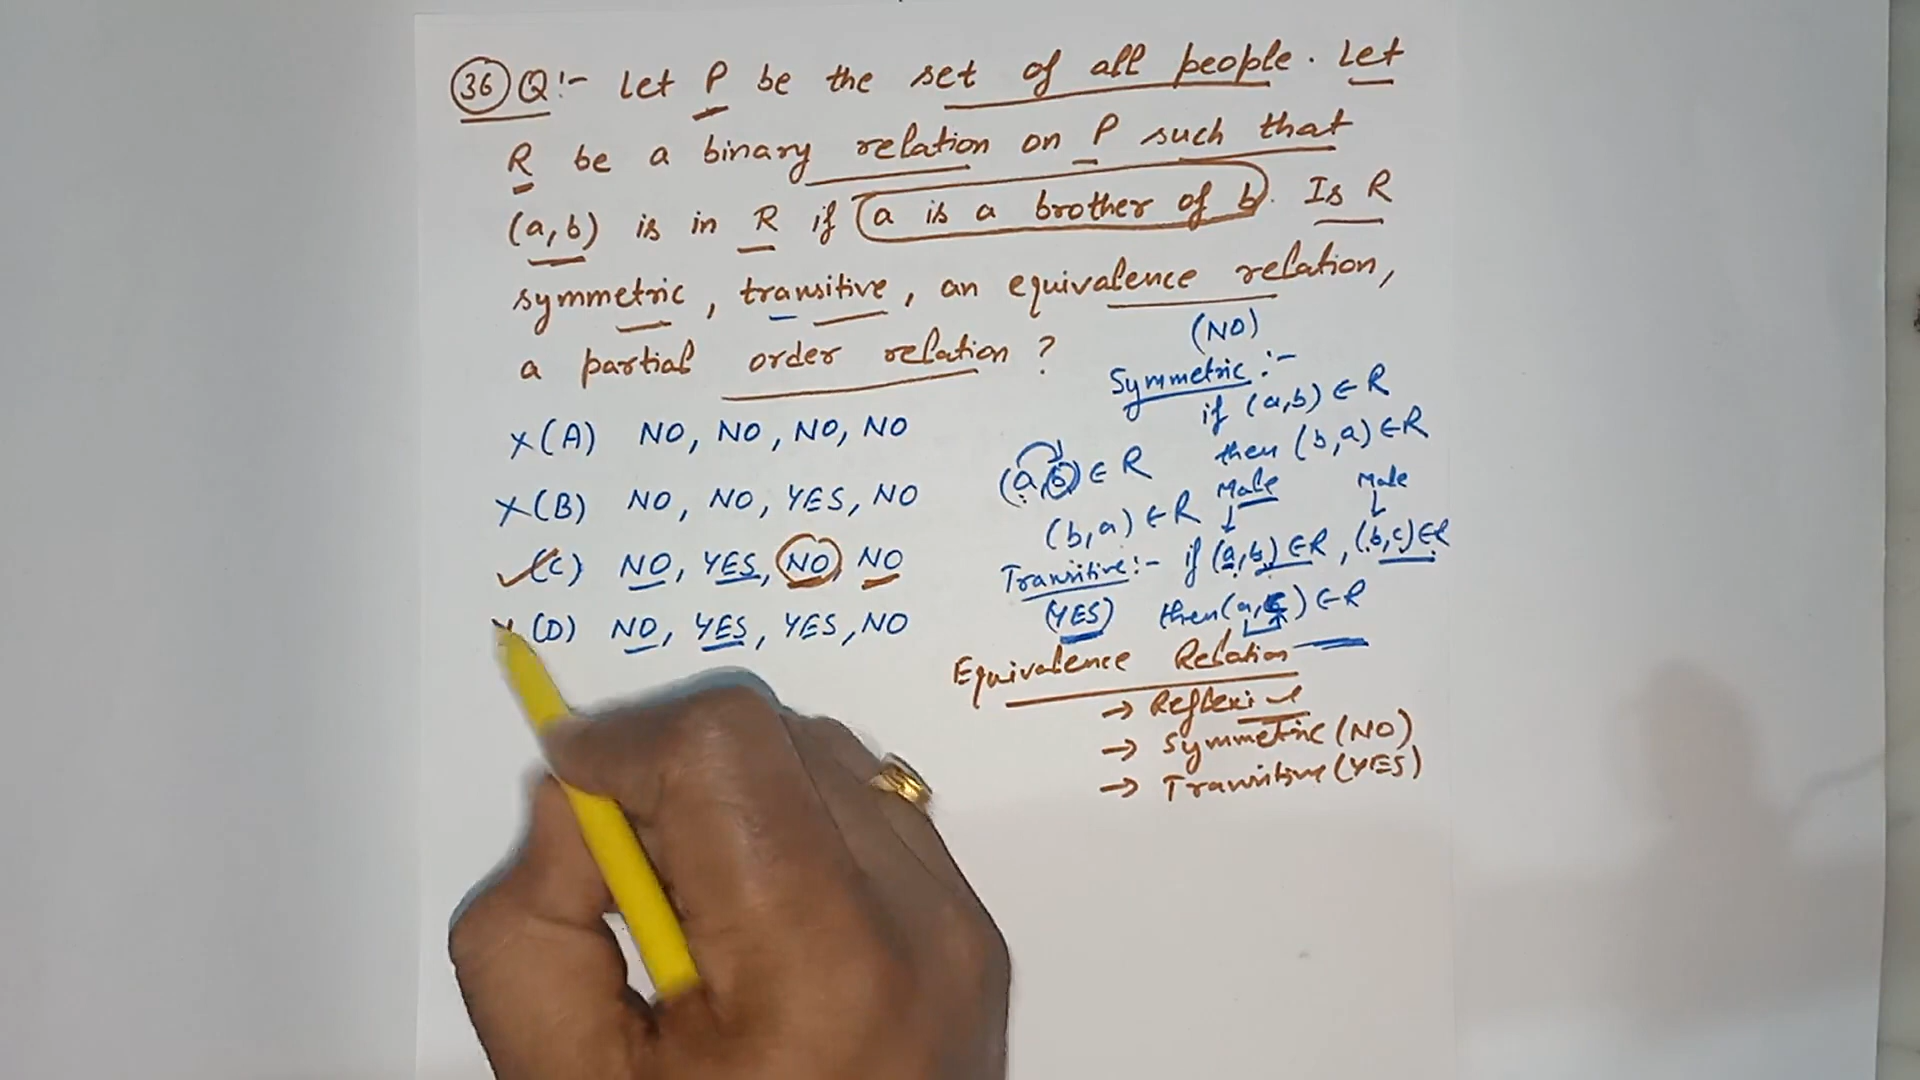 36 Q:- Let P be the set of all people. Let
R be a binary relation on P such that
(a,b) is in R if a is a brother of b. Is R
symmetric, transitive, an equivalence relation,
a partial order relation?
X (A) NO, NO, NO, NO
X (B) NO, NO, YES, NO
✓ (C) NO, YES, NO, NO
(D) NO, YES, YES, NO
(NO)
Symmetric:-
if (a,b) ∈ R
then (b,a) ∈ R
(a,b) ∈ R
(b,a) ∈ R
Male Male
Transitive:- if (a,b) ∈ R, (b,c) ∈ R
(YES) then (a,c) ∈ R
Equivalence Relation
→ Reflexive
→ Symmetric (NO)
→ Transitive (YES)